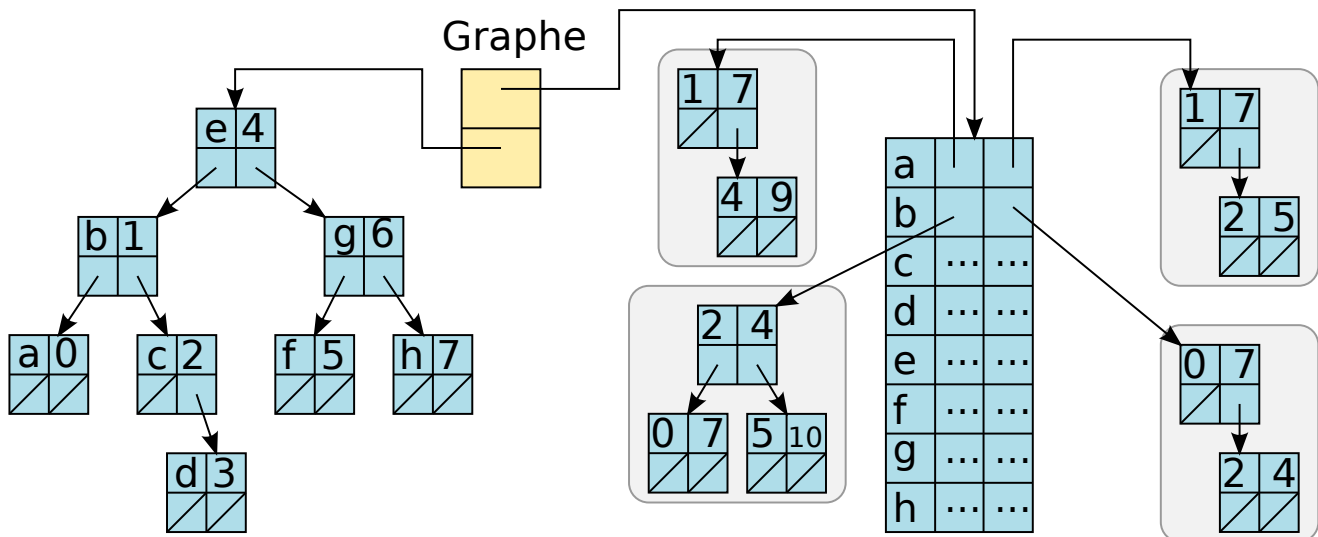 Graphe
e 4
b 1
g 6
a 0
c 2
f 5
h 7
d 3
1 7
4 9
2 4
0 7
5 10
a
b
c ... ...
d ... ...
e ... ...
f ... ...
g ... ...
h ... ...
1 7
2 5
0 7
2 4